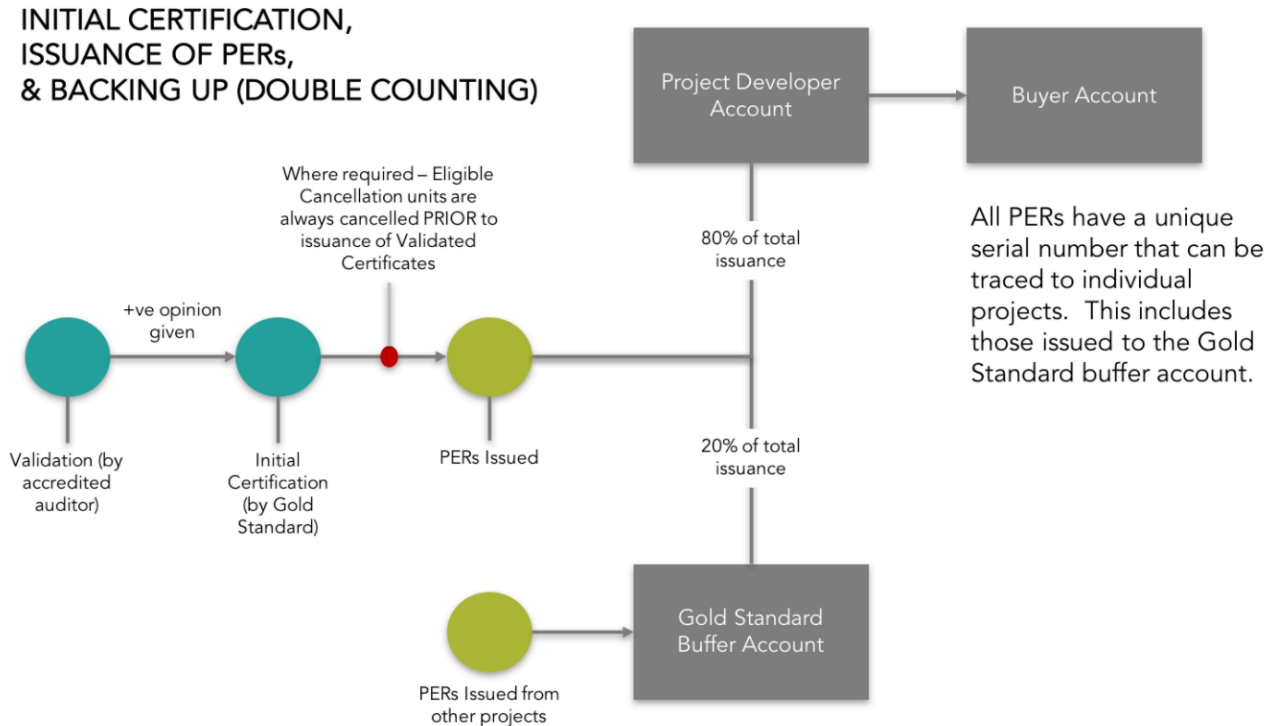 INITIAL CERTIFICATION,
ISSUANCE OF PERs,
& BACKING UP (DOUBLE COUNTING)
Project Developer
Account
Buyer Account
Where required – Eligible
Cancellation units are
always cancelled PRIOR to
issuance of Validated
Certificates
80% of total
issuance
All PERs have a unique
serial number that can be
traced to individual
projects. This includes
those issued to the Gold
Standard buffer account.
+ve opinion
given
Validation (by
accredited
auditor)
Initial
Certification
(by Gold
Standard)
PERs Issued
20% of total
issuance
Gold Standard
Buffer Account
PERs Issued from
other projects